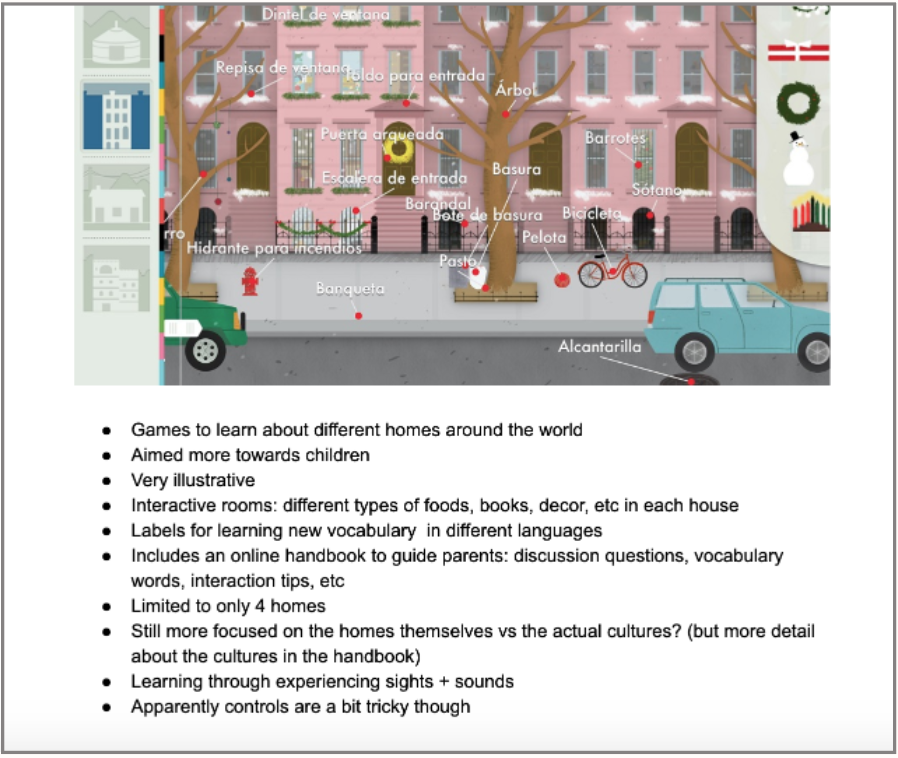 Dintel de ventana
Repisa de ventana
Toldo para entrada
Árbol
Puerta arqueada
Barrotes
Basura
Escalera de entrada
Sótano
Barandal
Bote de basura
Bicicleta
rro
Pelota
Hidrante para incendios
Pasto
Banqueta
Alcantarilla
● Games to learn about different homes around the world
● Aimed more towards children
● Very illustrative
● Interactive rooms: different types of foods, books, decor, etc in each house
● Labels for learning new vocabulary in different languages
● Includes an online handbook to guide parents: discussion questions, vocabulary
words, interaction tips, etc
● Limited to only 4 homes
● Still more focused on the homes themselves vs the actual cultures? (but more detail
about the cultures in the handbook)
● Learning through experiencing sights + sounds
● Apparently controls are a bit tricky though